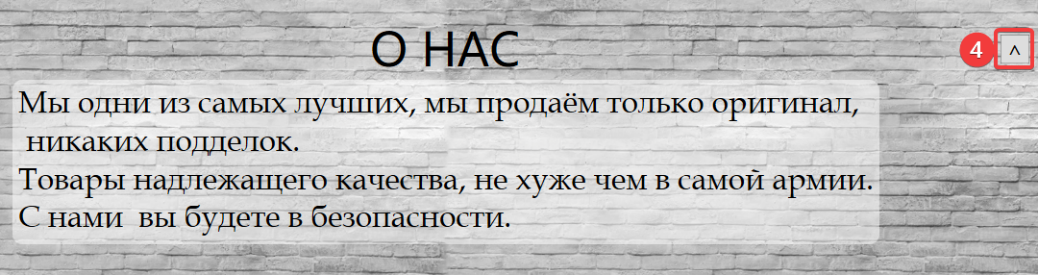 О НАС
4
^
Мы одни из самых лучших, мы продаём только оригинал,
никаких подделок.
Товары надлежащего качества, не хуже чем в самой армии.
С нами вы будете в безопасности.